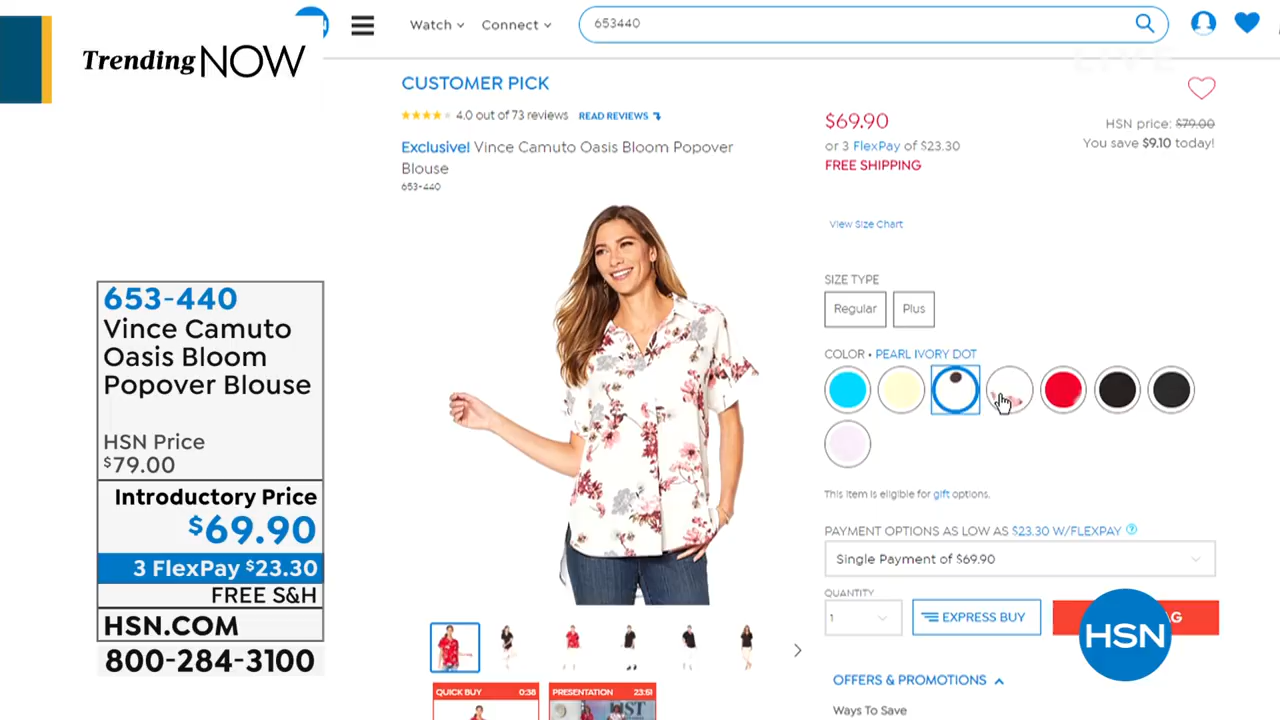 Trending NOW
Watch
Connect
653440
LIVE
CUSTOMER PICK
4.0 out of 73 reviews READ REVIEWS
Exclusive! Vince Camuto Oasis Bloom Popover
Blouse
653-440
$69.90
or 3 FlexPay of $23.30
FREE SHIPPING
HSN price: $79.00
You save $9.10 today!
View Size Chart
SIZE TYPE
Regular
Plus
COLOR • PEARL IVORY DOT
This item is eligible for gift options.
PAYMENT OPTIONS AS LOW AS $23.30 W/FLEXPAY ?
Single Payment of $69.90
QUANTITY
1
EXPRESS BUY
HSN
OFFERS & PROMOTIONS
Ways To Save
QUICK BUY 0:38
PRESENTATION 23:51
653-440
Vince Camuto
Oasis Bloom
Popover Blouse
HSN Price
$79.00
Introductory Price
$69.90
3 FlexPay $23.30
FREE S&H
HSN.COM
800-284-3100